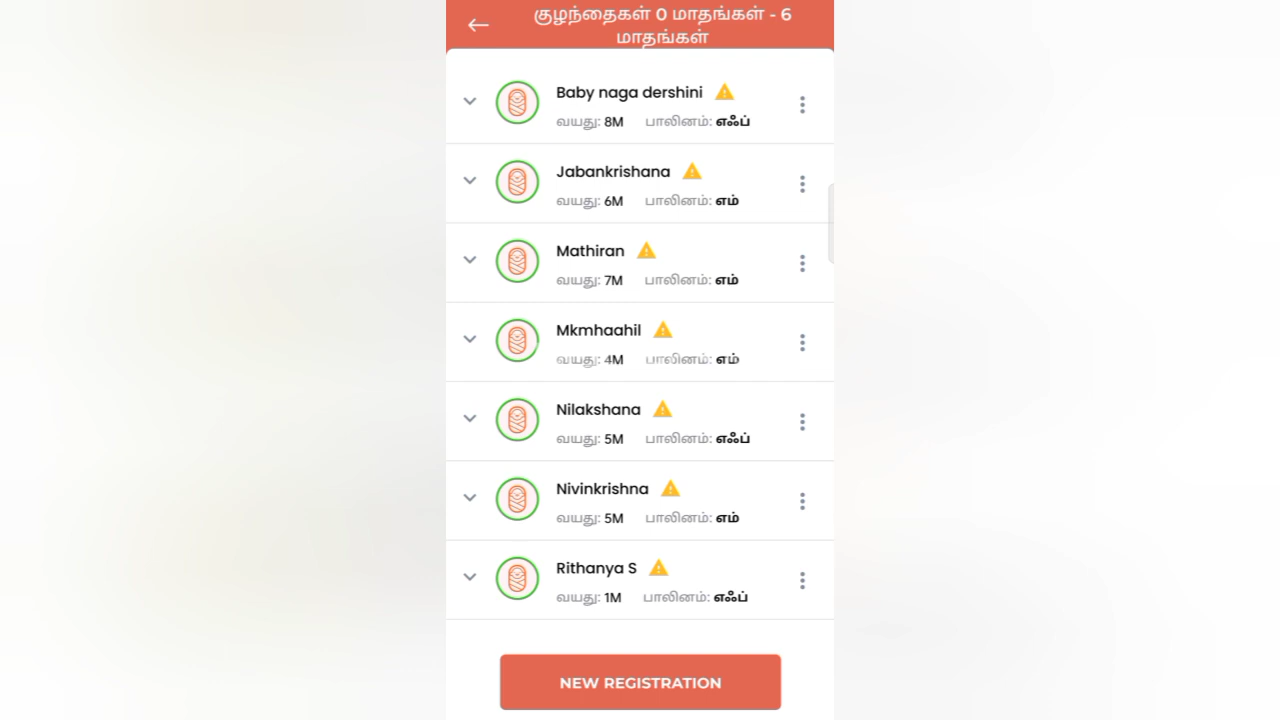 குழந்தைகள் 0 மாதங்கள் - 6
மாதங்கள்
Baby naga dershini
வயது: 8M பாலினம்: எஃப்
Jabankrishana
வயது: 6M பாலினம்: எம்
Mathiran
வயது: 7M பாலினம்: எம்
Mkmhaahil
வயது: 4M பாலினம்: எம்
Nilakshana
வயது: 5M பாலினம்: எஃப்
Nivinkrishna
வயது: 5M பாலினம்: எம்
Rithanya S
வயது: 1M பாலினம்: எஃப்
NEW REGISTRATION